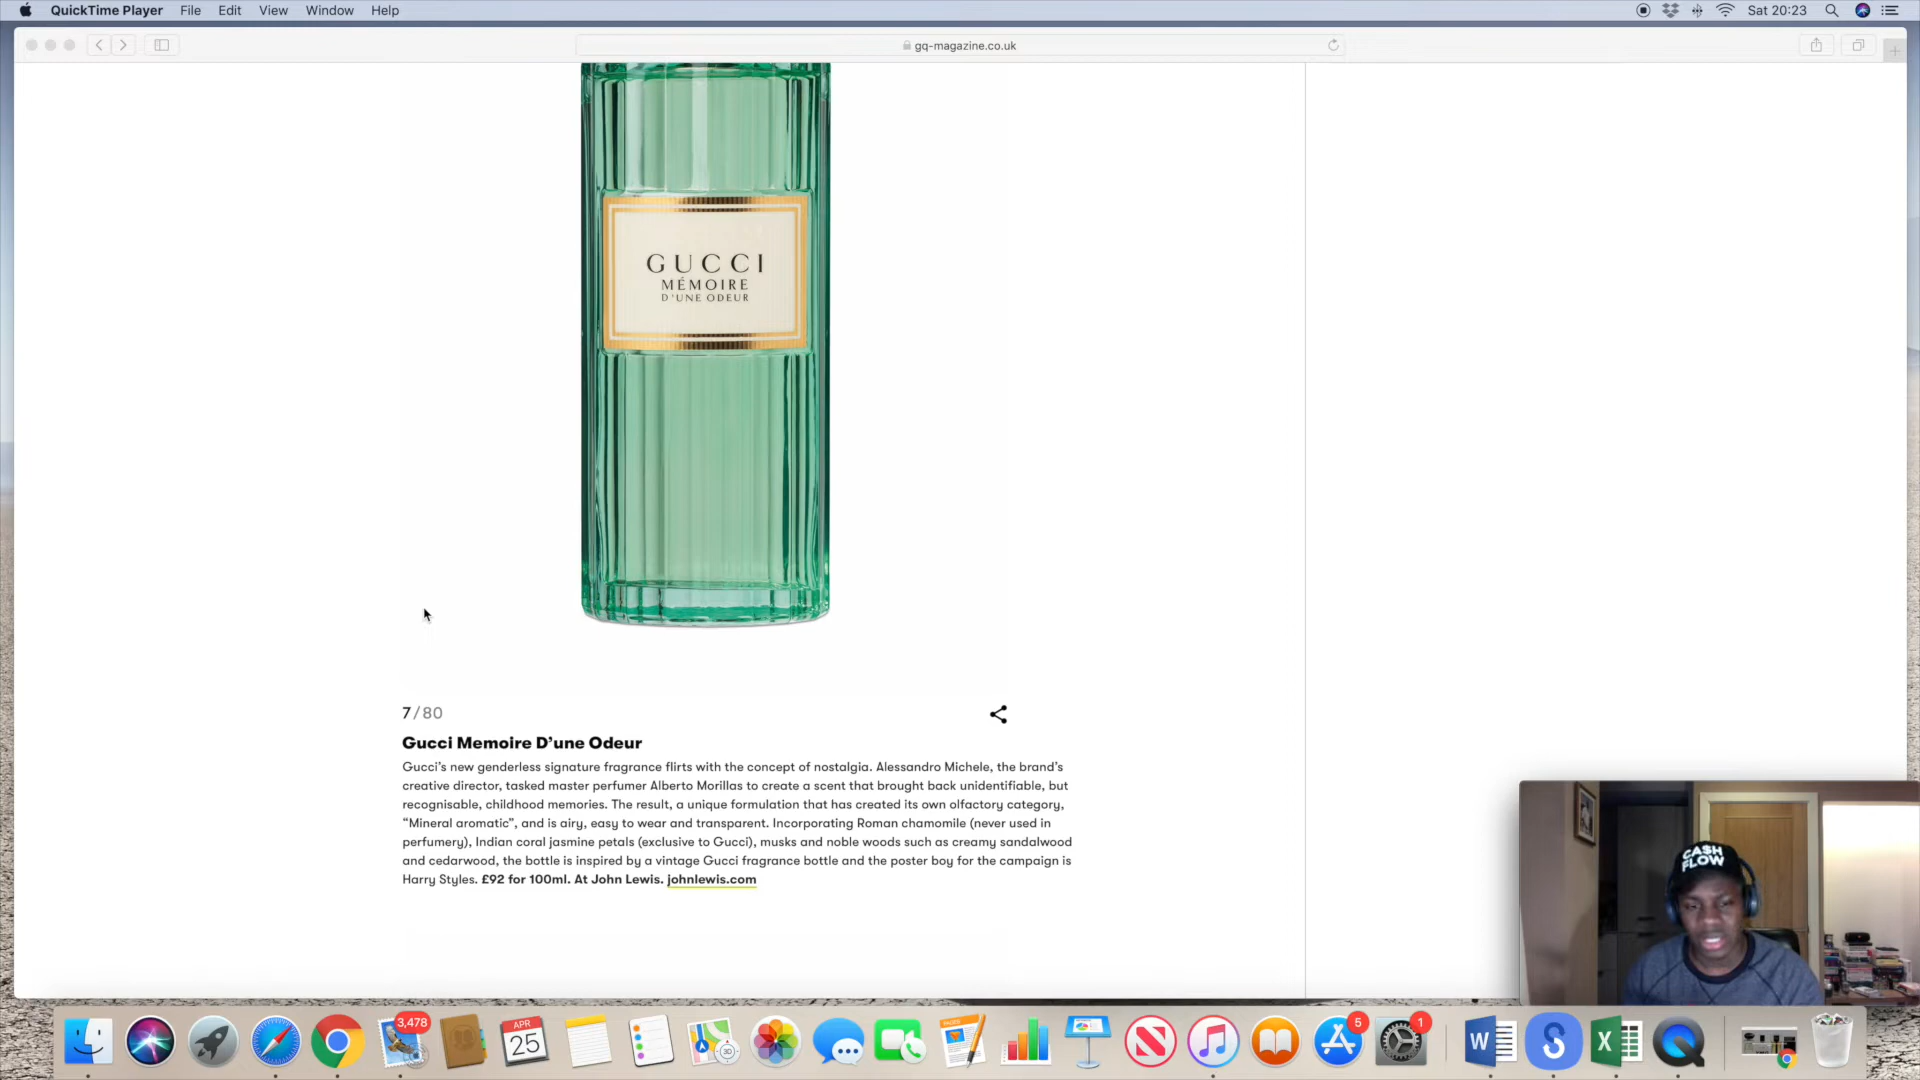 QuickTime Player File Edit View Window Help Sat 20:23
gq-magazine.co.uk
GUCCI
MÉMOIRE
D'UNE ODEUR
7/80
Gucci Memoire D’une Odeur
Gucci’s new genderless signature fragrance flirts with the concept of nostalgia. Alessandro Michele, the brand’s
creative director, tasked master perfumer Alberto Morillas to create a scent that brought back unidentifiable, but
recognisable, childhood memories. The result, a unique formulation that has created its own olfactory category,
“Mineral aromatic”, and is airy, easy to wear and transparent. Incorporating Roman chamomile (never used in
perfumery), Indian coral jasmine petals (exclusive to Gucci), musks and noble woods such as creamy sandalwood
and cedarwood, the bottle is inspired by a vintage Gucci fragrance bottle and the poster boy for the campaign is
Harry Styles. £92 for 100ml. At John Lewis. johnlewis.com
CA$H
FLOW
3,478
APR
25
3D
PAGES
5
1
W
S
X